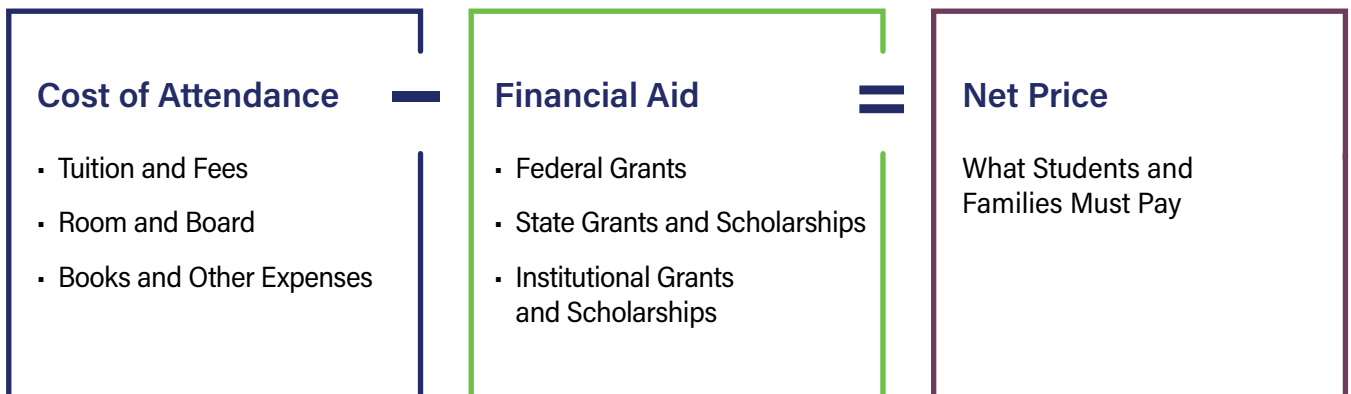 Cost of Attendance
· Tuition and Fees
· Room and Board
· Books and Other Expenses
−
Financial Aid
· Federal Grants
· State Grants and Scholarships
· Institutional Grants
and Scholarships
=
Net Price
What Students and
Families Must Pay